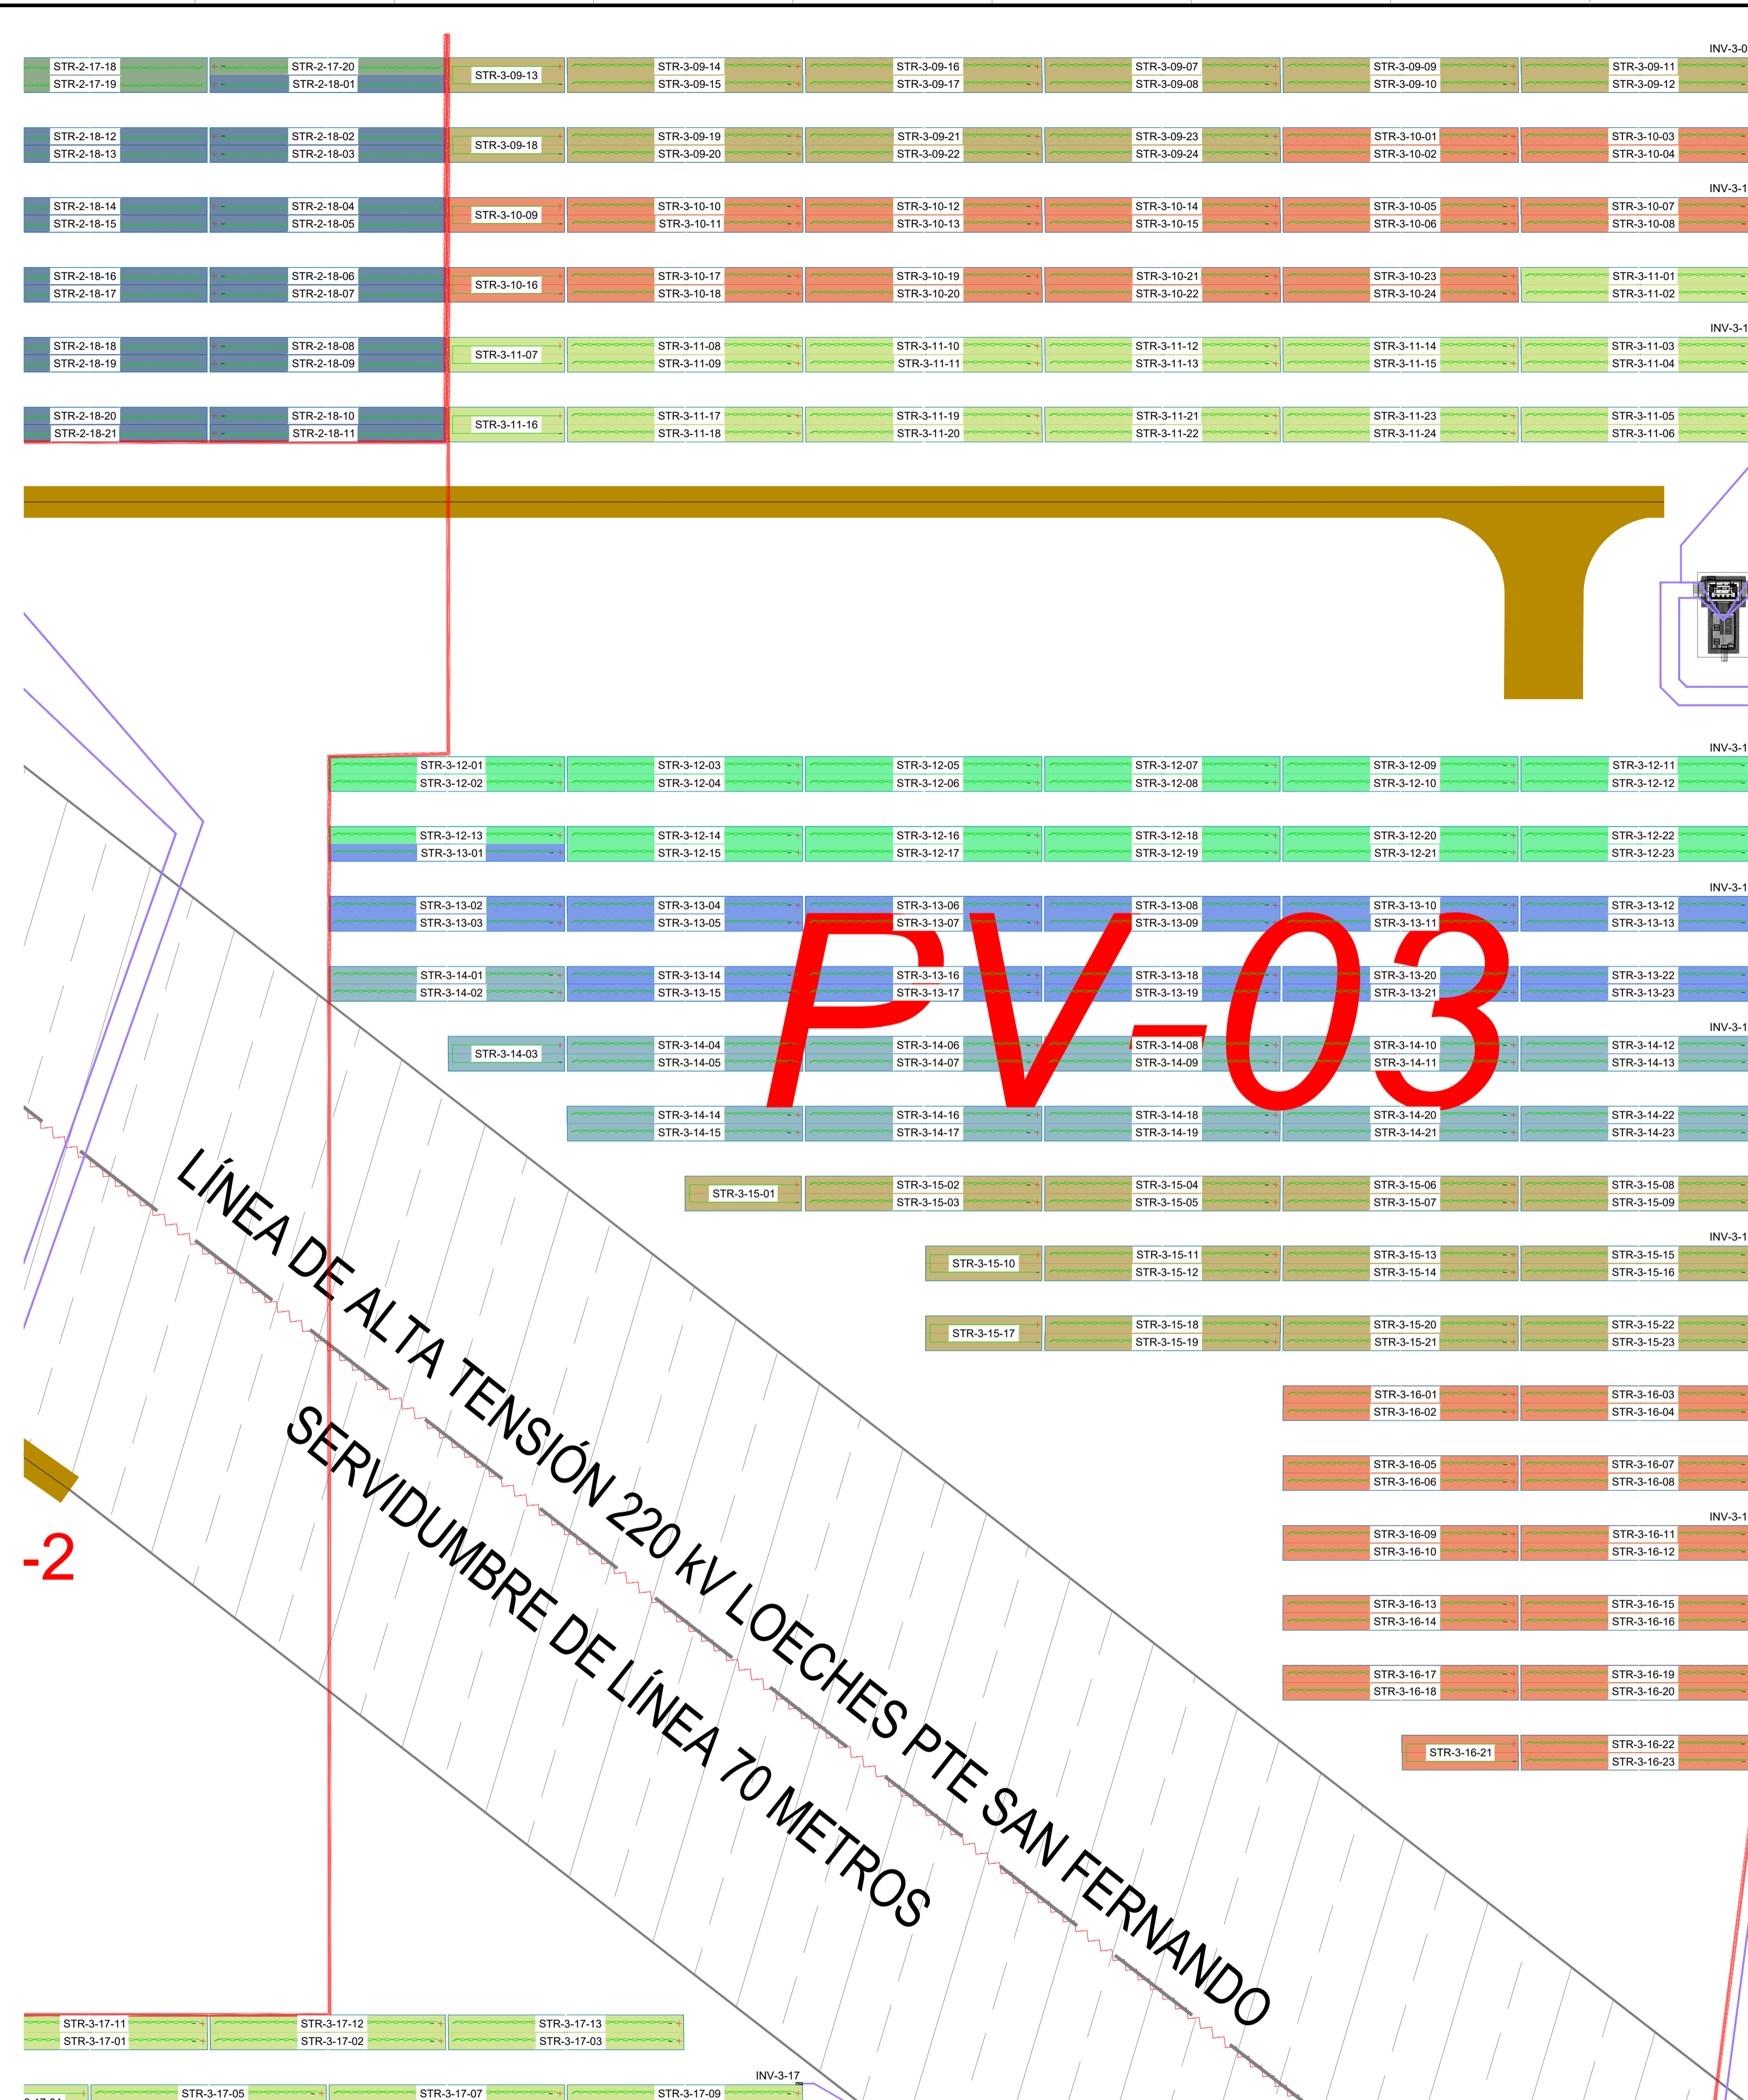 INV-3-0
STR-2-17-18 STR-2-17-20 STR-3-09-13 STR-3-09-14 STR-3-09-16 STR-3-09-07 STR-3-09-09 STR-3-09-11
STR-2-17-19 STR-2-18-01 STR-3-09-15 STR-3-09-17 STR-3-09-08 STR-3-09-10 STR-3-09-12
STR-2-18-12 STR-2-18-02 STR-3-09-18 STR-3-09-19 STR-3-09-21 STR-3-09-23 STR-3-10-01 STR-3-10-03
STR-2-18-13 STR-2-18-03 STR-3-09-20 STR-3-09-22 STR-3-09-24 STR-3-10-02 STR-3-10-04
INV-3-1
STR-2-18-14 STR-2-18-04 STR-3-10-09 STR-3-10-10 STR-3-10-12 STR-3-10-14 STR-3-10-05 STR-3-10-07
STR-2-18-15 STR-2-18-05 STR-3-10-11 STR-3-10-13 STR-3-10-15 STR-3-10-06 STR-3-10-08
STR-2-18-16 STR-2-18-06 STR-3-10-16 STR-3-10-17 STR-3-10-19 STR-3-10-21 STR-3-10-23 STR-3-11-01
STR-2-18-17 STR-2-18-07 STR-3-10-18 STR-3-10-20 STR-3-10-22 STR-3-10-24 STR-3-11-02
INV-3-1
STR-2-18-18 STR-2-18-08 STR-3-11-07 STR-3-11-08 STR-3-11-10 STR-3-11-12 STR-3-11-14 STR-3-11-03
STR-2-18-19 STR-2-18-09 STR-3-11-09 STR-3-11-11 STR-3-11-13 STR-3-11-15 STR-3-11-04
STR-2-18-20 STR-2-18-10 STR-3-11-16 STR-3-11-17 STR-3-11-19 STR-3-11-21 STR-3-11-23 STR-3-11-05
STR-2-18-21 STR-2-18-11 STR-3-11-18 STR-3-11-20 STR-3-11-22 STR-3-11-24 STR-3-11-06
INV-3-1
STR-3-12-01 STR-3-12-03 STR-3-12-05 STR-3-12-07 STR-3-12-09 STR-3-12-11
STR-3-12-02 STR-3-12-04 STR-3-12-06 STR-3-12-08 STR-3-12-10 STR-3-12-12
STR-3-12-13 STR-3-12-14 STR-3-12-16 STR-3-12-18 STR-3-12-20 STR-3-12-22
STR-3-13-01 STR-3-12-15 STR-3-12-17 STR-3-12-19 STR-3-12-21 STR-3-12-23
INV-3-1
STR-3-13-02 STR-3-13-04 STR-3-13-06 STR-3-13-08 STR-3-13-10 STR-3-13-12
STR-3-13-03 STR-3-13-05 STR-3-13-07 STR-3-13-09 STR-3-13-11 STR-3-13-13
PV-03
STR-3-14-01 STR-3-13-14 STR-3-13-16 STR-3-13-18 STR-3-13-20 STR-3-13-22
STR-3-14-02 STR-3-13-15 STR-3-13-17 STR-3-13-19 STR-3-13-21 STR-3-13-23
INV-3-1
STR-3-14-03 STR-3-14-04 STR-3-14-06 STR-3-14-08 STR-3-14-10 STR-3-14-12
STR-3-14-05 STR-3-14-07 STR-3-14-09 STR-3-14-11 STR-3-14-13
STR-3-14-14 STR-3-14-16 STR-3-14-18 STR-3-14-20 STR-3-14-22
STR-3-14-15 STR-3-14-17 STR-3-14-19 STR-3-14-21 STR-3-14-23
STR-3-15-01 STR-3-15-02 STR-3-15-04 STR-3-15-06 STR-3-15-08
STR-3-15-03 STR-3-15-05 STR-3-15-07 STR-3-15-09
INV-3-1
STR-3-15-10 STR-3-15-11 STR-3-15-13 STR-3-15-15
STR-3-15-12 STR-3-15-14 STR-3-15-16
STR-3-15-17 STR-3-15-18 STR-3-15-20 STR-3-15-22
STR-3-15-19 STR-3-15-21 STR-3-15-23
STR-3-16-01 STR-3-16-03
STR-3-16-02 STR-3-16-04
STR-3-16-05 STR-3-16-07
STR-3-16-06 STR-3-16-08
INV-3-1
STR-3-16-09 STR-3-16-11
STR-3-16-10 STR-3-16-12
STR-3-16-13 STR-3-16-15
STR-3-16-14 STR-3-16-16
STR-3-16-17 STR-3-16-19
STR-3-16-18 STR-3-16-20
STR-3-16-21 STR-3-16-22
STR-3-16-23
LÍNEA DE ALTA TENSIÓN 220 kV LOECHES PTE SAN FERNANDO
SERVIDUMBRE DE LÍNEA 70 METROS
-2
STR-3-17-11 STR-3-17-12 STR-3-17-13
STR-3-17-01 STR-3-17-02 STR-3-17-03
INV-3-17
STR-3-17-05 STR-3-17-07 STR-3-17-09